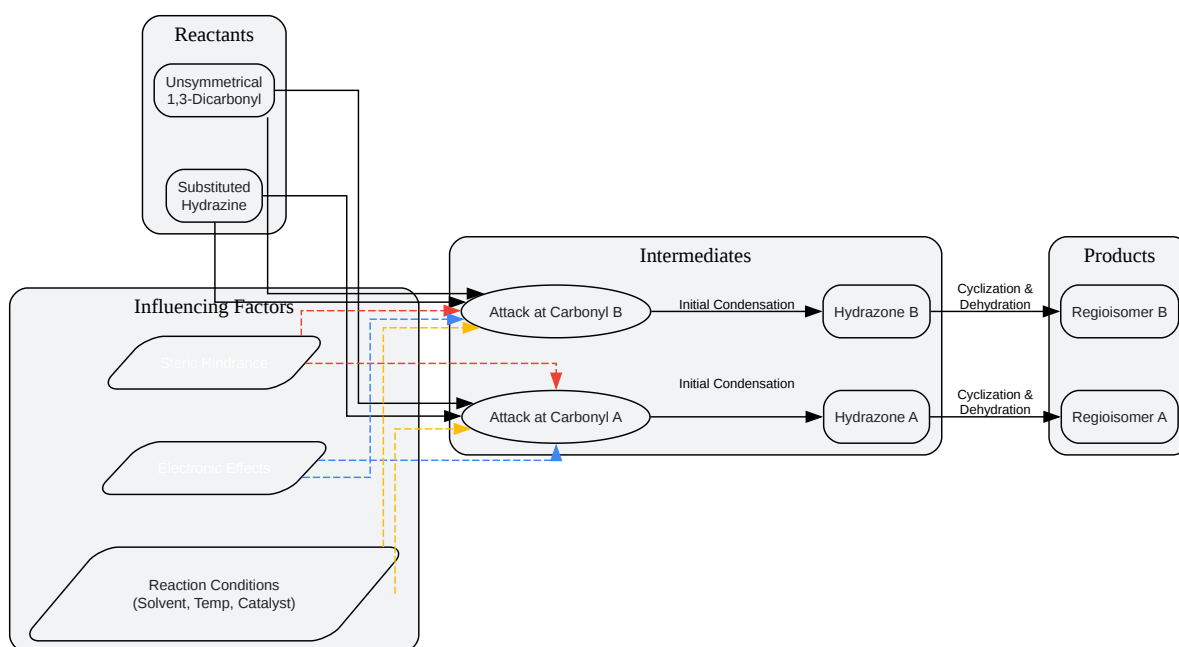 Reactants
Unsymmetrical
1,3-Dicarbonyl
Substituted
Hydrazine
Influencing Factors
Steric Hindrance
Electronic Effects
Reaction Conditions
(Solvent, Temp, Catalyst)
Intermediates
Attack at Carbonyl B
Initial Condensation
Hydrazone B
Attack at Carbonyl A
Initial Condensation
Hydrazone A
Cyclization &
Dehydration
Cyclization &
Dehydration
Products
Regioisomer B
Regioisomer A